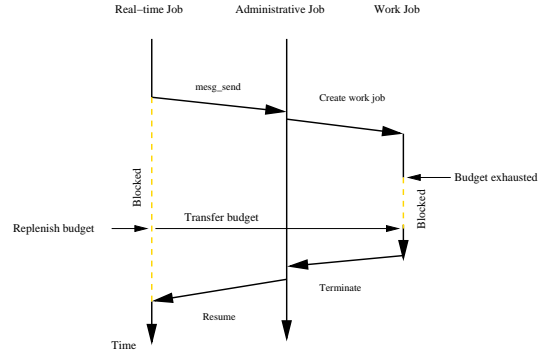 Real-time Job
Administrative Job
Work Job
mesg_send
Create work job
Blocked
Budget exhausted
Blocked
Replenish budget
Transfer budget
Terminate
Resume
Time